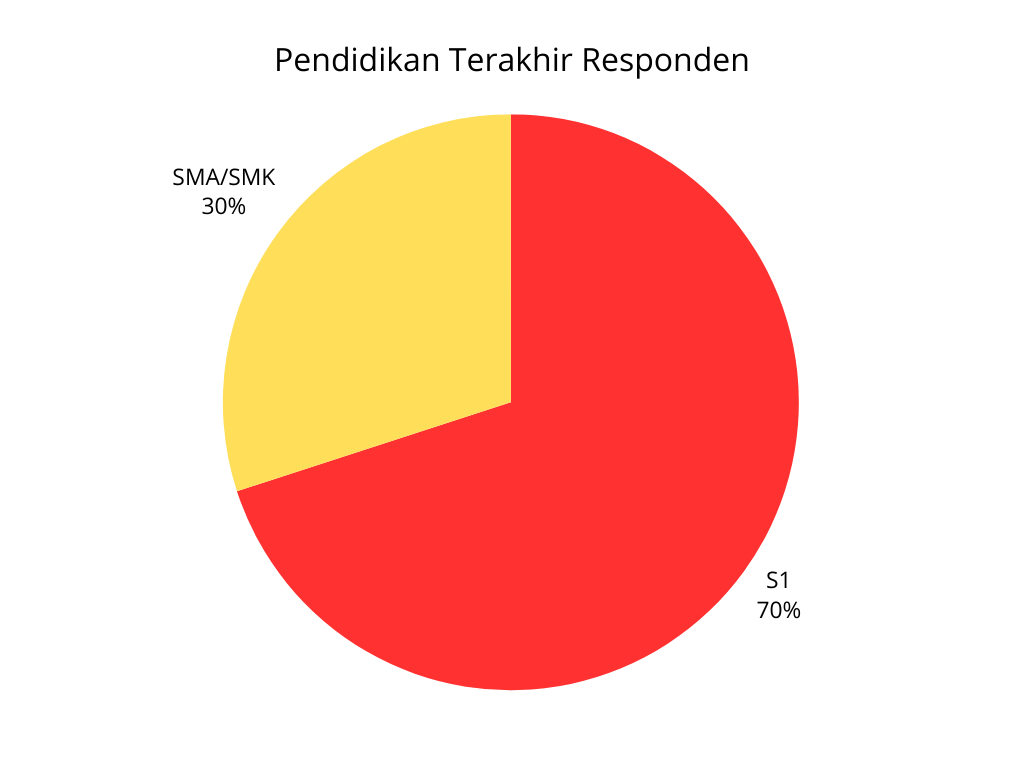 Pendidikan Terakhir Responden
SMA/SMK
30%
S1
70%